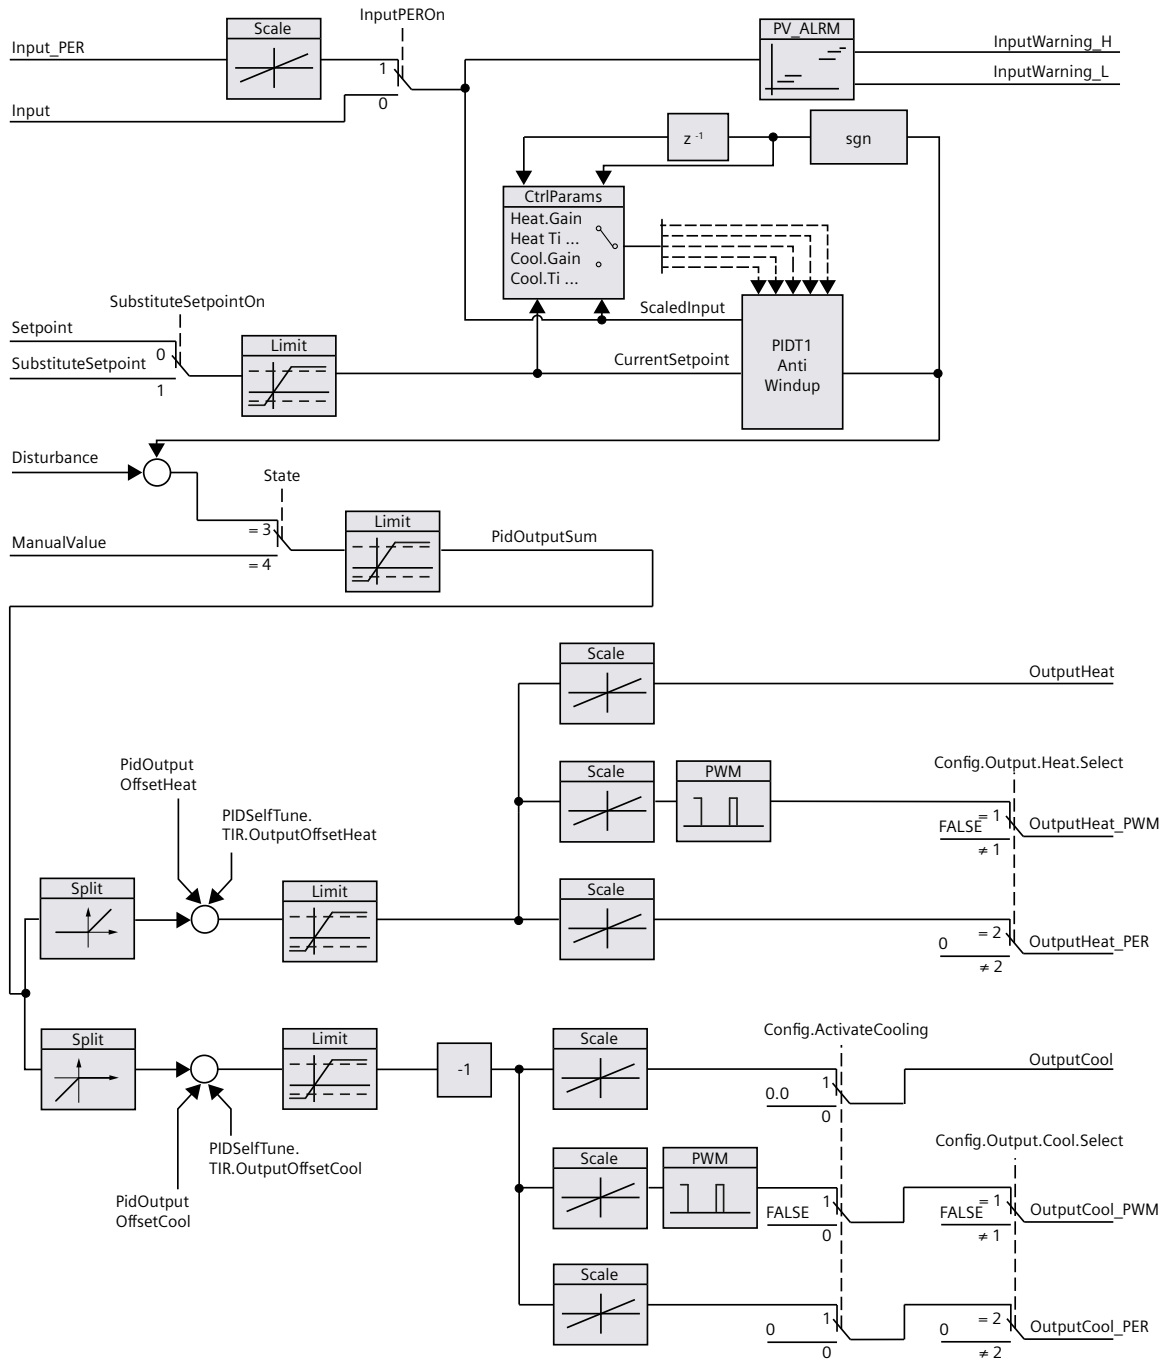 InputPEROn
Scale
PV_ALRM
Input_PER
InputWarning_H
1
InputWarning_L
0
Input
z -1
sgn
CtrlParams
Heat.Gain
Heat Ti ...
Cool.Gain
Cool.Ti ...
SubstituteSetpointOn
ScaledInput
Setpoint
0
Limit
SubstituteSetpoint
1
CurrentSetpoint
PIDT1
Anti
Windup
Disturbance
State
= 3
Limit
PidOutputSum
ManualValue
= 4
Scale
OutputHeat
PidOutput
OffsetHeat
Scale
PWM
Config.Output.Heat.Select
PIDSelfTune.
TIR.OutputOffsetHeat
= 1
FALSE
OutputHeat_PWM
≠ 1
Split
Limit
Scale
= 2
0
OutputHeat_PER
≠ 2
Config.ActivateCooling
Split
Limit
-1
Scale
OutputCool
1
0.0
0
PIDSelfTune.
TIR.OutputOffsetCool
Config.Output.Cool.Select
PidOutput
OffsetCool
Scale
PWM
1
FALSE
0
= 1
FALSE
OutputCool_PWM
≠ 1
Scale
1
0
0
= 2
0
OutputCool_PER
≠ 2